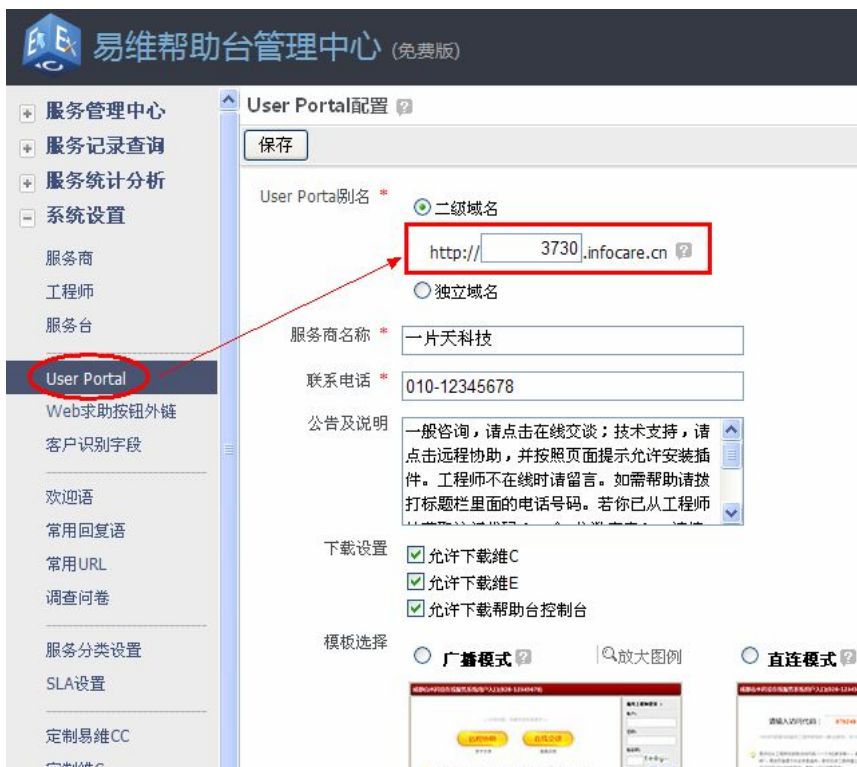 易维帮助台管理中心 (免费版)
服务管理中心
服务记录查询
服务统计分析
系统设置
服务商
工程师
服务台
User Portal
Web求助按钮外链
客户识别字段
欢迎语
常用回复语
常用URL
调查问卷
服务分类设置
SLA设置
定制易维CC
User Portal配置
保存
User Portal别名 *
二级域名
http:// 3730 .infocare.cn
独立域名
服务商名称 * 一片天科技
联系电话 * 010-12345678
公告及说明
一般咨询，请点击在线交谈；技术支持，请
点击远程协助，并按照页面提示允许安装插
件。工程师不在线时请留言。如需帮助请拨
打标题栏里面的电话号码。若你已从工程师
下载设置
允许下载维C
允许下载维E
允许下载帮助台控制台
模板选择
广播模式
放大图例
直连模式
远程协助
在线交谈